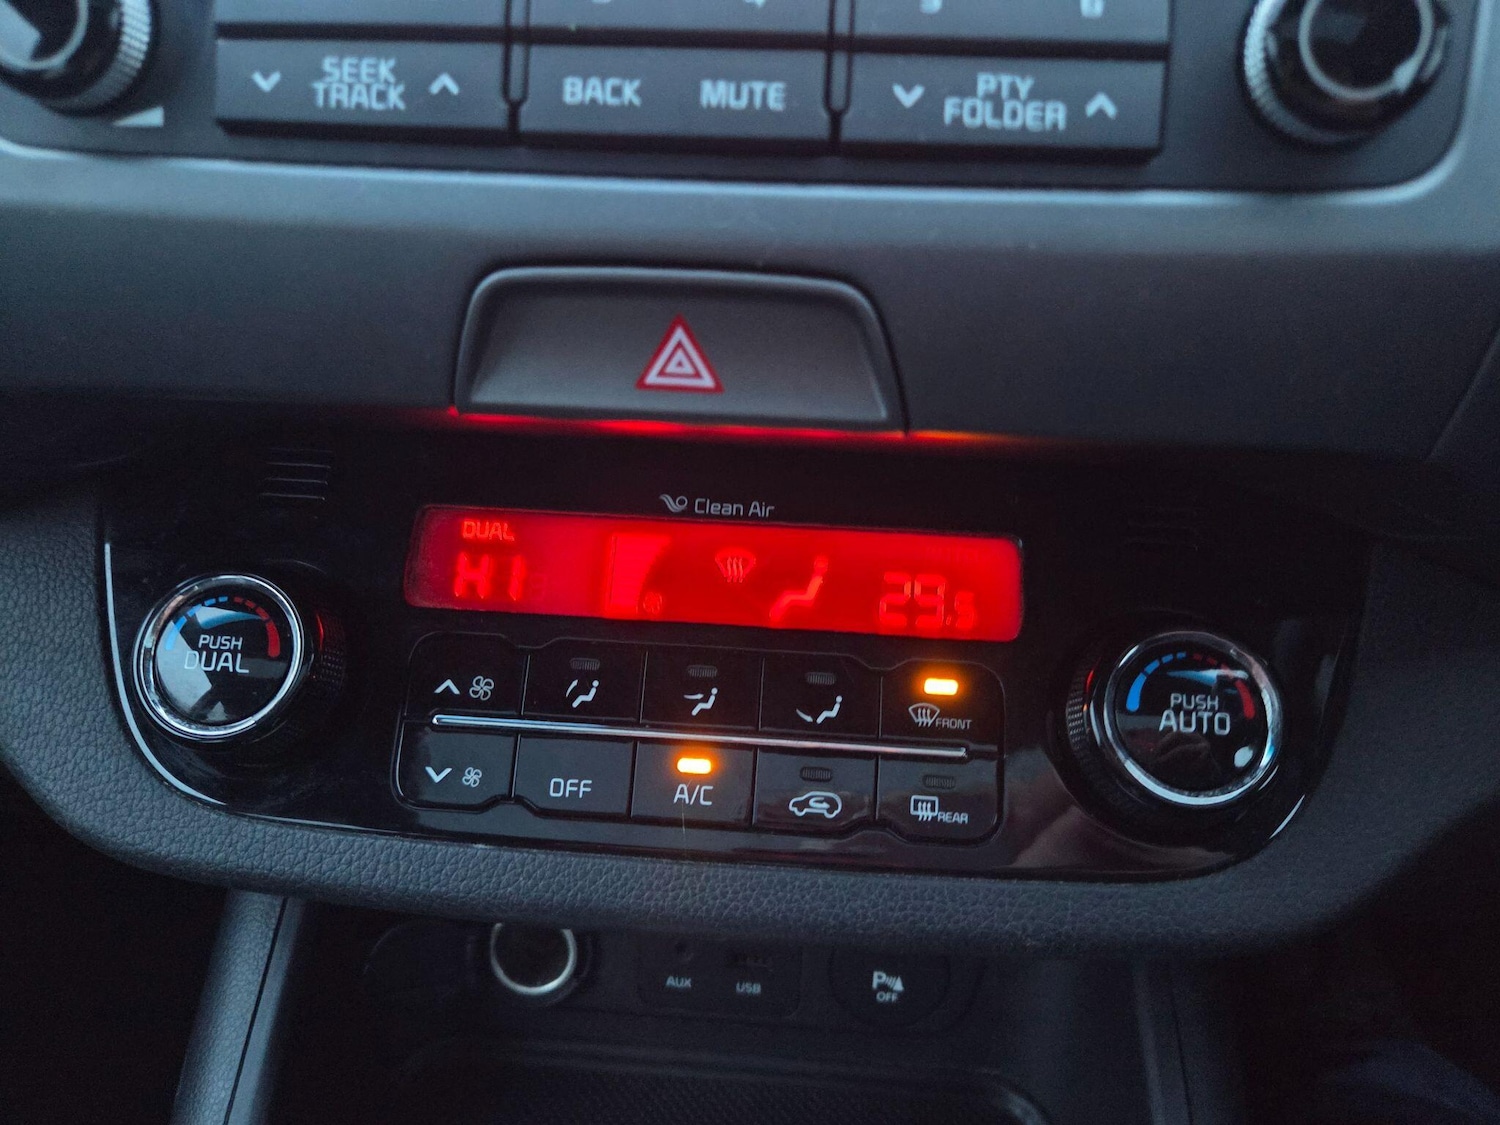 SEEK
TRACK
BACK
MUTE
PTY
FOLDER
Clean Air
DUAL
HI
29.5
PUSH
DUAL
PUSH
AUTO
FRONT
OFF
A/C
REAR
AUX
USB
P
OFF